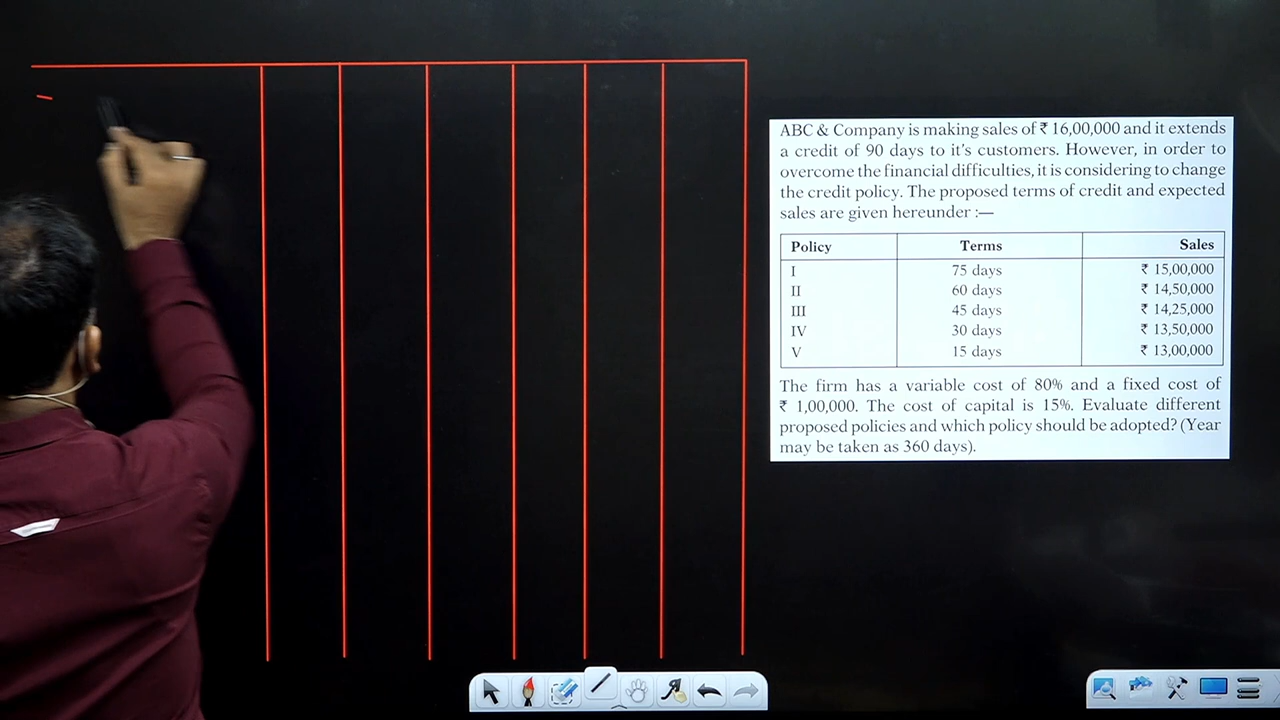 ABC & Company is making sales of ₹ 16,00,000 and it extends
a credit of 90 days to it's customers. However, in order to
overcome the financial difficulties, it is considering to change
the credit policy. The proposed terms of credit and expected
sales are given hereunder :—
Policy Terms Sales
I 75 days ₹ 15,00,000
II 60 days ₹ 14,50,000
III 45 days ₹ 14,25,000
IV 30 days ₹ 13,50,000
V 15 days ₹ 13,00,000
The firm has a variable cost of 80% and a fixed cost of
₹ 1,00,000. The cost of capital is 15%. Evaluate different
proposed policies and which policy should be adopted? (Year
may be taken as 360 days).